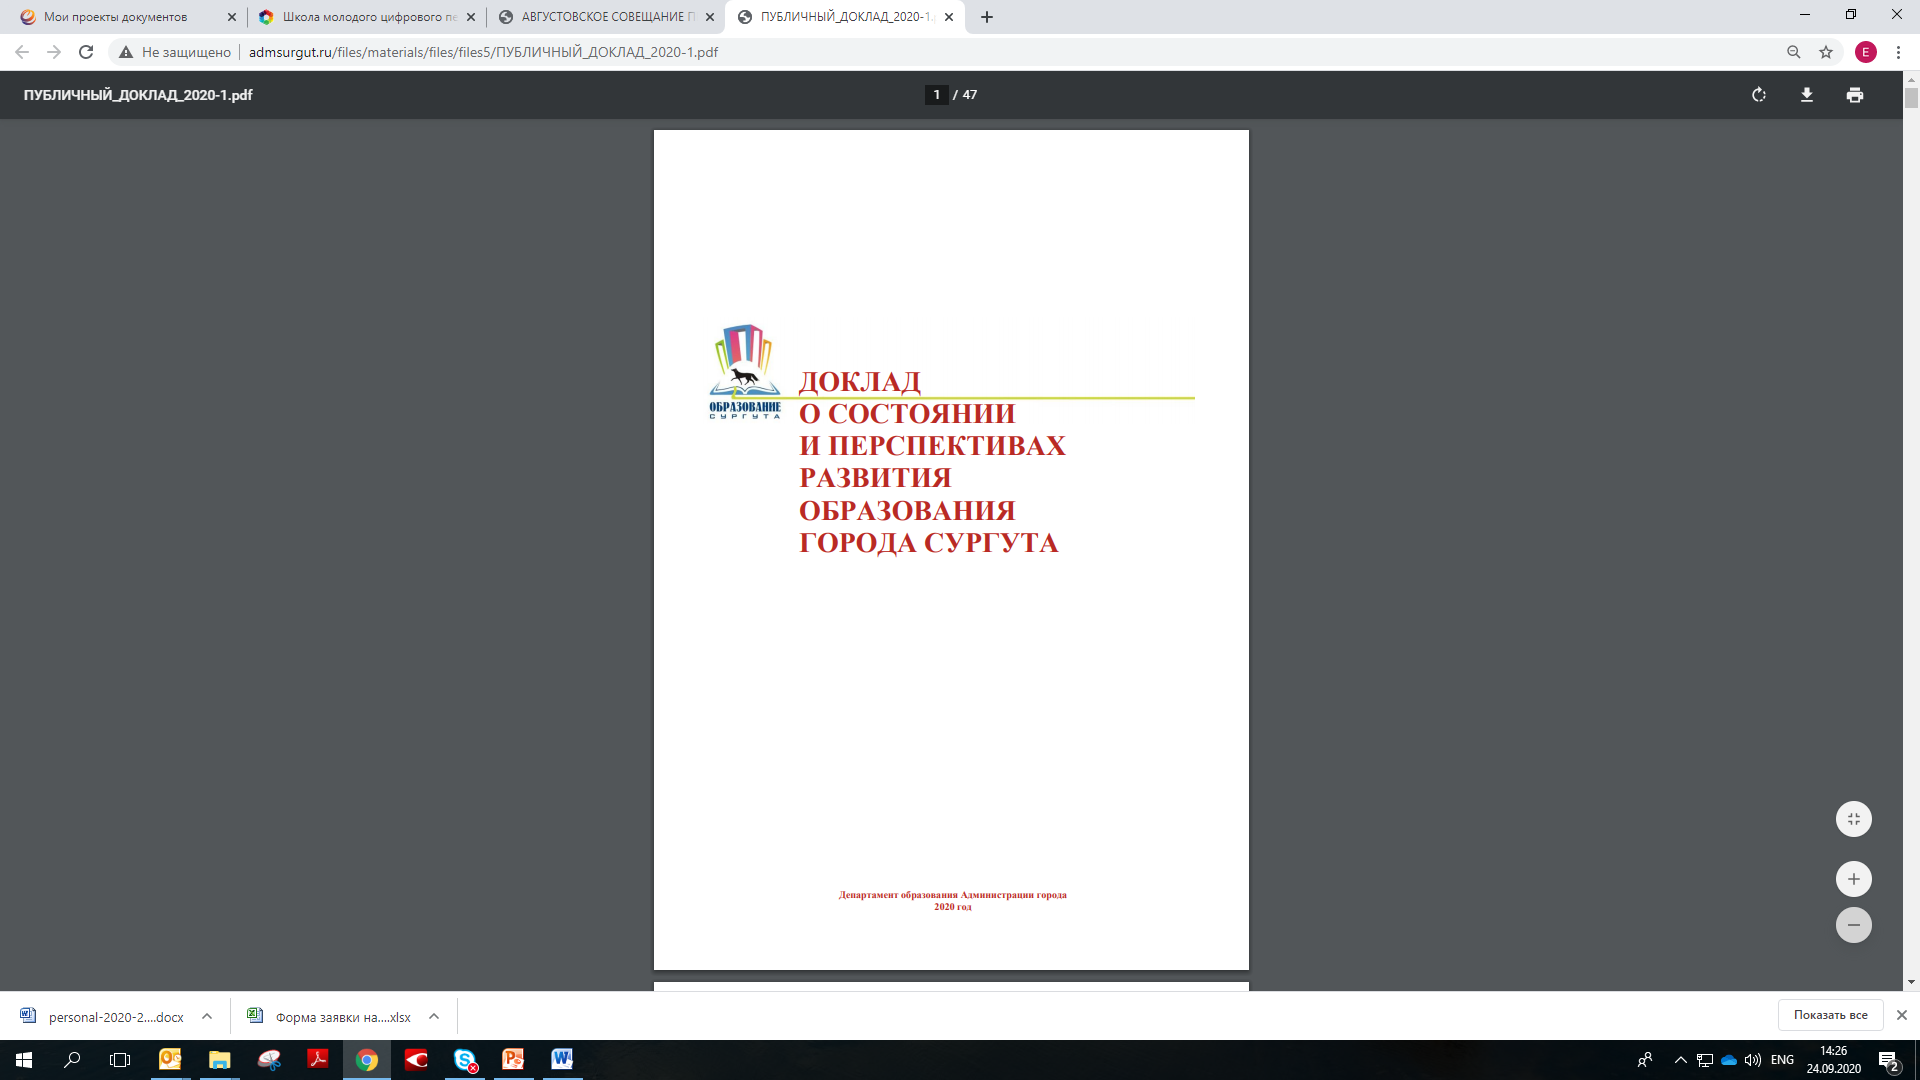 Мои проекты документов
Школа молодого цифрового пе
АВГУСТОВСКОЕ СОВЕЩАНИЕ П
ПУБЛИЧНЫЙ_ДОКЛАД_2020-1.
Не защищено
admsurgut.ru/files/materials/files/files5/ПУБЛИЧНЫЙ_ДОКЛАД_2020-1.pdf
E
ПУБЛИЧНЫЙ_ДОКЛАД_2020-1.pdf
1 / 47
ОБРАЗОВАНИЕ
СУРГУТА
ДОКЛАД
О СОСТОЯНИИ
И ПЕРСПЕКТИВАХ
РАЗВИТИЯ
ОБРАЗОВАНИЯ
ГОРОДА СУРГУТА
Департамент образования Администрации города
2020 год
personal-2020-2....docx
Форма заявки на....xlsx
Показать все
ENG
14:26
24.09.2020
2